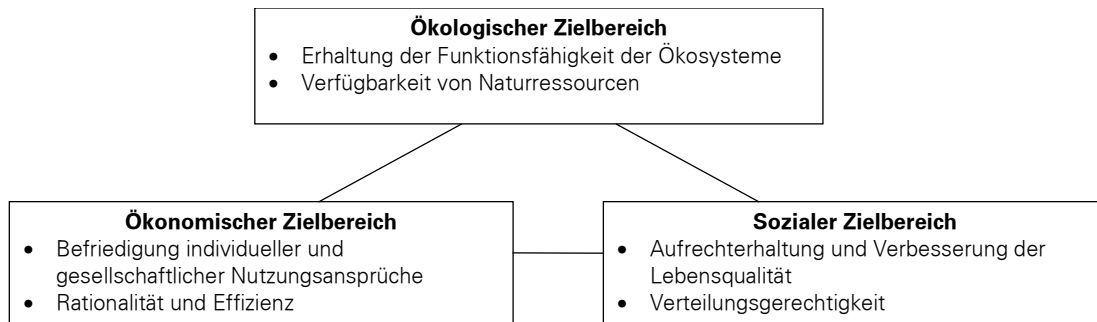 Ökologischer Zielbereich
• Erhaltung der Funktionsfähigkeit der Ökosysteme
• Verfügbarkeit von Naturressourcen
Ökonomischer Zielbereich
• Befriedigung individueller und
gesellschaftlicher Nutzungsansprüche
• Rationalität und Effizienz
Sozialer Zielbereich
• Aufrechterhaltung und Verbesserung der
Lebensqualität
• Verteilungsgerechtigkeit